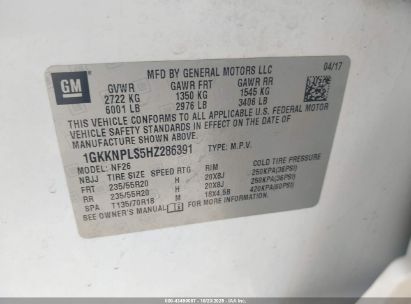 GM
MFD BY GENERAL MOTORS LLC
04/17
GVWR GAWR FRT GAWR RR
2722 KG 1350 KG 1545 KG
6001 LB 2976 LB 3406 LB
THIS VEHICLE CONFORMS TO ALL APPLICABLE U.S. FEDERAL MOTOR
VEHICLE SAFETY AND THEFT PREVENTION STANDARDS IN EFFECT ON THE DATE OF
MANUFACTURE SHOWN ABOVE.
1GKKNPLS5HZ286391 TYPE: M.P.V.
MODEL: NF26
NBJJ TIRE SIZE SPEED RTG RIM COLD TIRE PRESSURE
FRT 235/55R20 H 20X8J 250KPA(36PSI)
RR 235/55R20 H 20X8J 250KPA(36PSI)
SPA T135/70R18 M 18X4.5B 420KPA(60PSI)
SEE OWNER'S MANUAL FOR MORE INFORMATION.